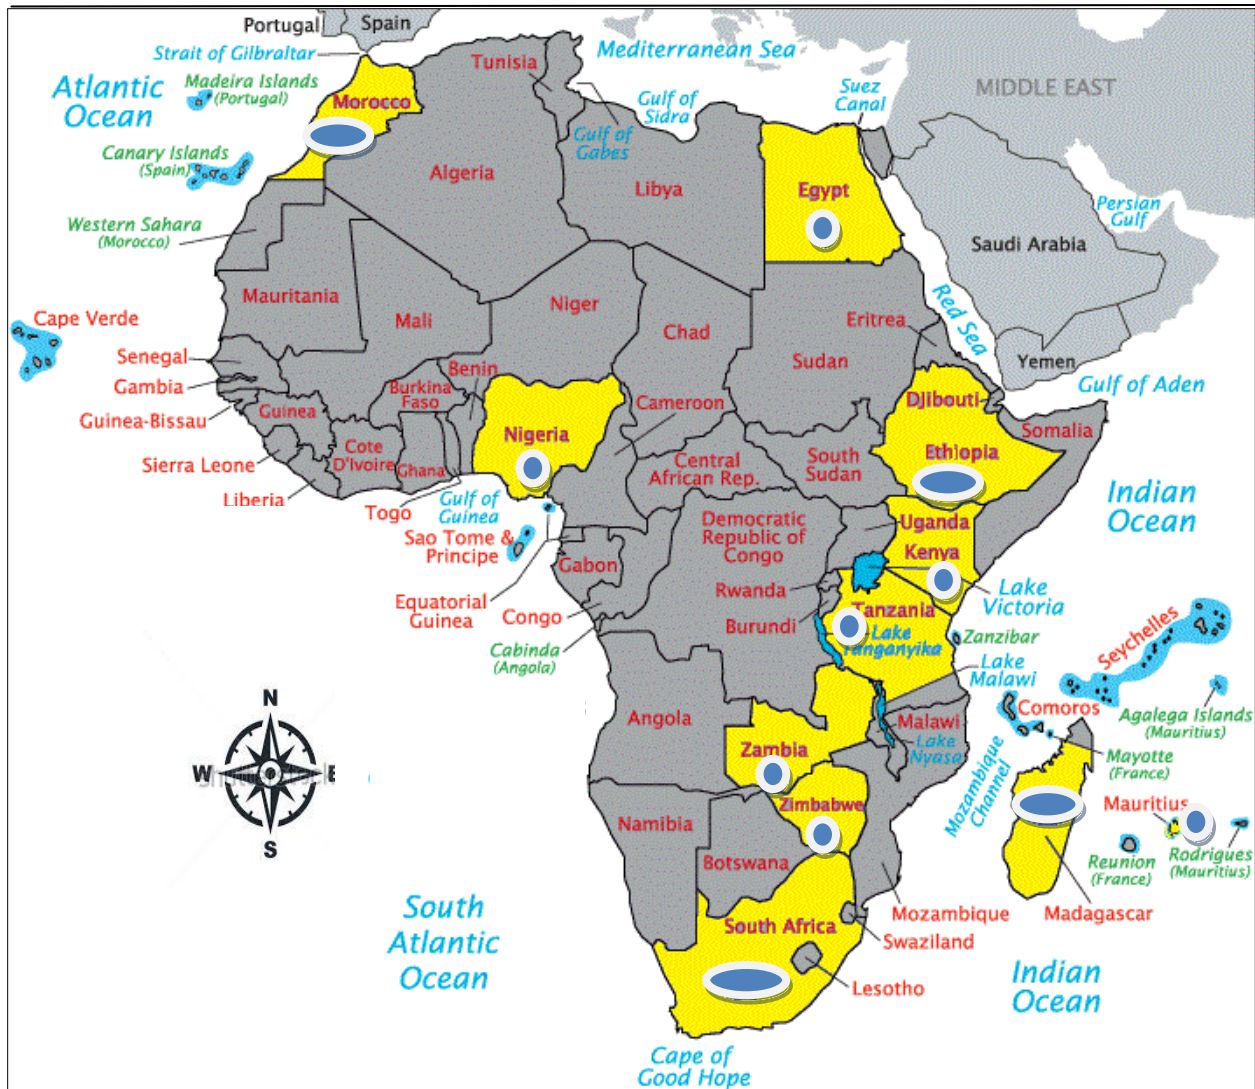 Portugal
Spain
Strait of Gilbraltar
Mediterranean Sea
Atlantic
Ocean
Madeira Islands
(Portugal)
Morocco
Tunisia
Gulf of
Sidra
Suez
Canal
MIDDLE EAST
Gulf of
Gabes
Canary Islands
(Spain)
Algeria
Libya
Egypt
Persian
Gulf
Western Sahara
(Morocco)
Saudi Arabia
Mauritania
Mali
Niger
Chad
Sudan
Eritrea
Red Sea
Yemen
Cape Verde
Senegal
Gambia
Guinea-Bissau
Guinea
Burkina
Faso
Benin
Cameroon
Djibouti
Gulf of Aden
Somalia
Sierra Leone
Liberia
Cote
D'Ivoire
Ghana
Nigeria
Central
African Rep.
South
Sudan
Ethiopia
Togo
Gulf of
Guinea
Indian
Ocean
Sao Tome &
Principe
Gabon
Democratic
Republic of
Congo
Uganda
Kenya
Equatorial
Guinea
Congo
Rwanda
Burundi
Tanzania
Lake
Victoria
Cabinda
(Angola)
Lake
Tanganyika
Zanzibar
Seychelles
Lake
Malawi
Comoros
Agalega Islands
(Mauritius)
Angola
Zambia
Malawi
Lake
Nyasa
Mayotte
(France)
Mozambique
Channel
N
W
E
S
Zimbabwe
Mauritius
Namibia
Botswana
Reunion
(France)
Rodrigues
(Mauritius)
South Africa
Mozambique
Madagascar
Swaziland
Lesotho
South
Atlantic
Ocean
Indian
Ocean
Cape of
Good Hope